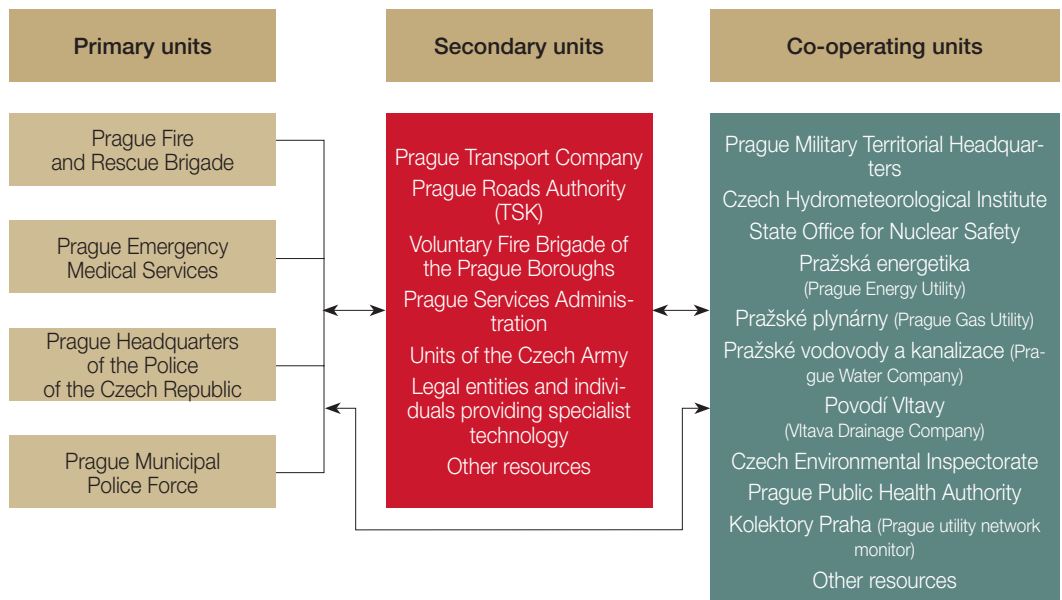 Primary units
Secondary units
Co-operating units
Prague Fire
and Rescue Brigade
Prague Emergency
Medical Services
Prague Headquarters
of the Police
of the Czech Republic
Prague Municipal
Police Force
Prague Transport Company
Prague Roads Authority
(TSK)
Voluntary Fire Brigade of
the Prague Boroughs
Prague Services Adminis-
tration
Units of the Czech Army
Legal entities and indivi-
duals providing specialist
technology
Other resources
Prague Military Territorial Headquar-
ters
Czech Hydrometeorological Institute
State Office for Nuclear Safety
Pražská energetika
(Prague Energy Utility)
Pražské plynárny (Prague Gas Utility)
Pražské vodovody a kanalizace (Pra-
gue Water Company)
Povodí Vltavy
(Vltava Drainage Company)
Czech Environmental Inspectorate
Prague Public Health Authority
Kolektory Praha (Prague utility network
monitor)
Other resources